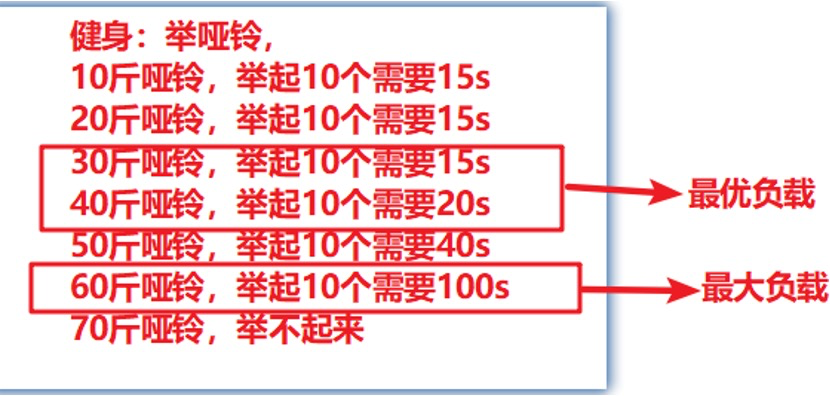 健身：举哑铃，
10斤哑铃，举起10个需要15s
20斤哑铃，举起10个需要15s
30斤哑铃，举起10个需要15s
40斤哑铃，举起10个需要20s
最优负载
50斤哑铃，举起10个需要40s
60斤哑铃，举起10个需要100s
最大负载
70斤哑铃，举不起来